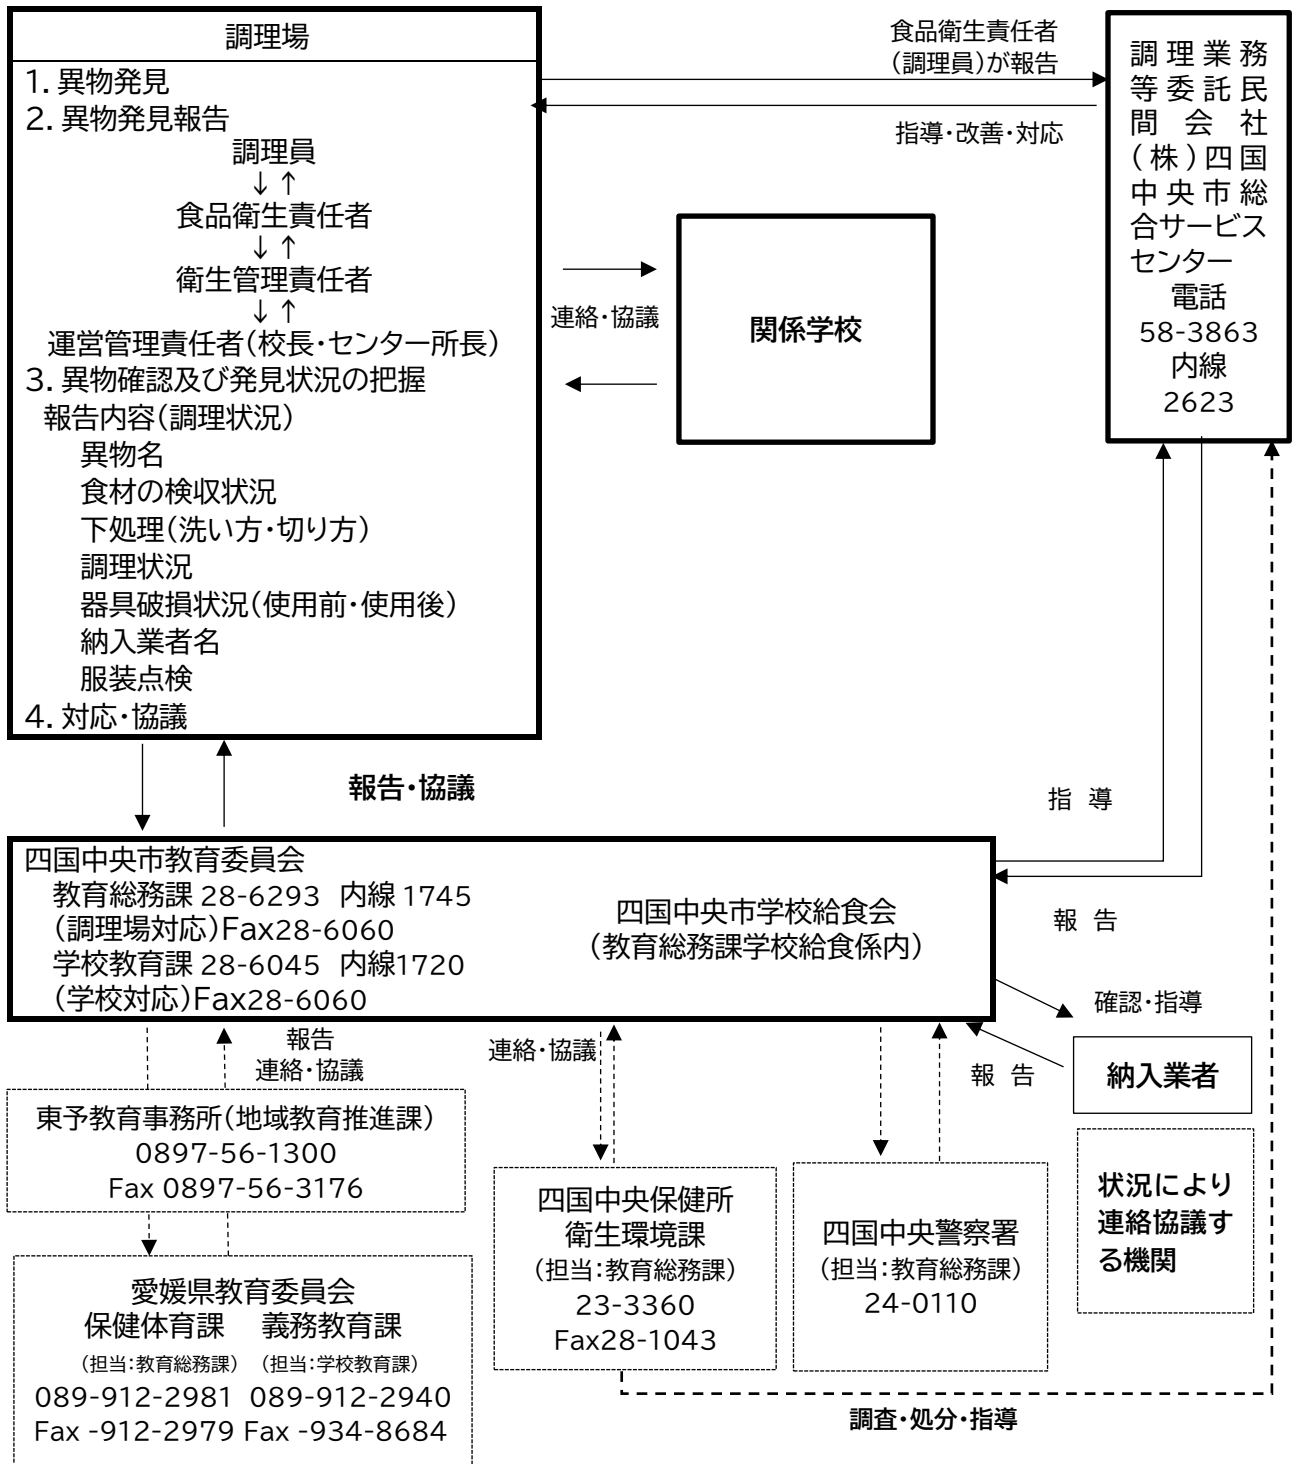 調理場
1．異物発見
2．異物発見報告
調理員
↓↑
食品衛生責任者
↓↑
衛生管理責任者
↓↑
運営管理責任者(校長・センター所長)
3．異物確認及び発見状況の把握
報告内容(調理状況)
異物名
食材の検収状況
下処理(洗い方・切り方)
調理状況
器具破損状況(使用前・使用後)
納入業者名
服装点検
4．対応・協議
食品衛生責任者
(調理員)が報告
指導・改善・対応
調理業務
等委託民
間会社
(株)四国
中央市総
合サービス
センター
電話
58-3863
内線
2623
連絡・協議
関係学校
報告・協議
指 導
報 告
四国中央市教育委員会
教育総務課 28-6293 内線 1745
(調理場対応)Fax28-6060
学校教育課 28-6045 内線1720
(学校対応)Fax28-6060
四国中央市学校給食会
(教育総務課学校給食係内)
確認・指導
報 告
納入業者
報告
連絡・協議
連絡・協議
東予教育事務所(地域教育推進課)
0897-56-1300
Fax 0897-56-3176
愛媛県教育委員会
保健体育課 義務教育課
(担当:教育総務課) (担当:学校教育課)
089-912-2981 089-912-2940
Fax -912-2979 Fax -934-8684
四国中央保健所
衛生環境課
(担当:教育総務課)
23-3360
Fax28-1043
四国中央警察署
(担当:教育総務課)
24-0110
状況により
連絡協議す
る機関
調査・処分・指導